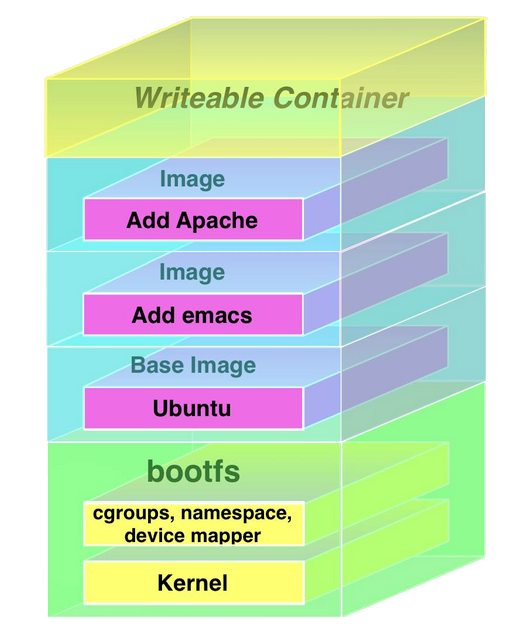 Writeable Container
Image
Add Apache
Image
Add emacs
Base Image
Ubuntu
bootfs
cgroups, namespace,
device mapper
Kernel